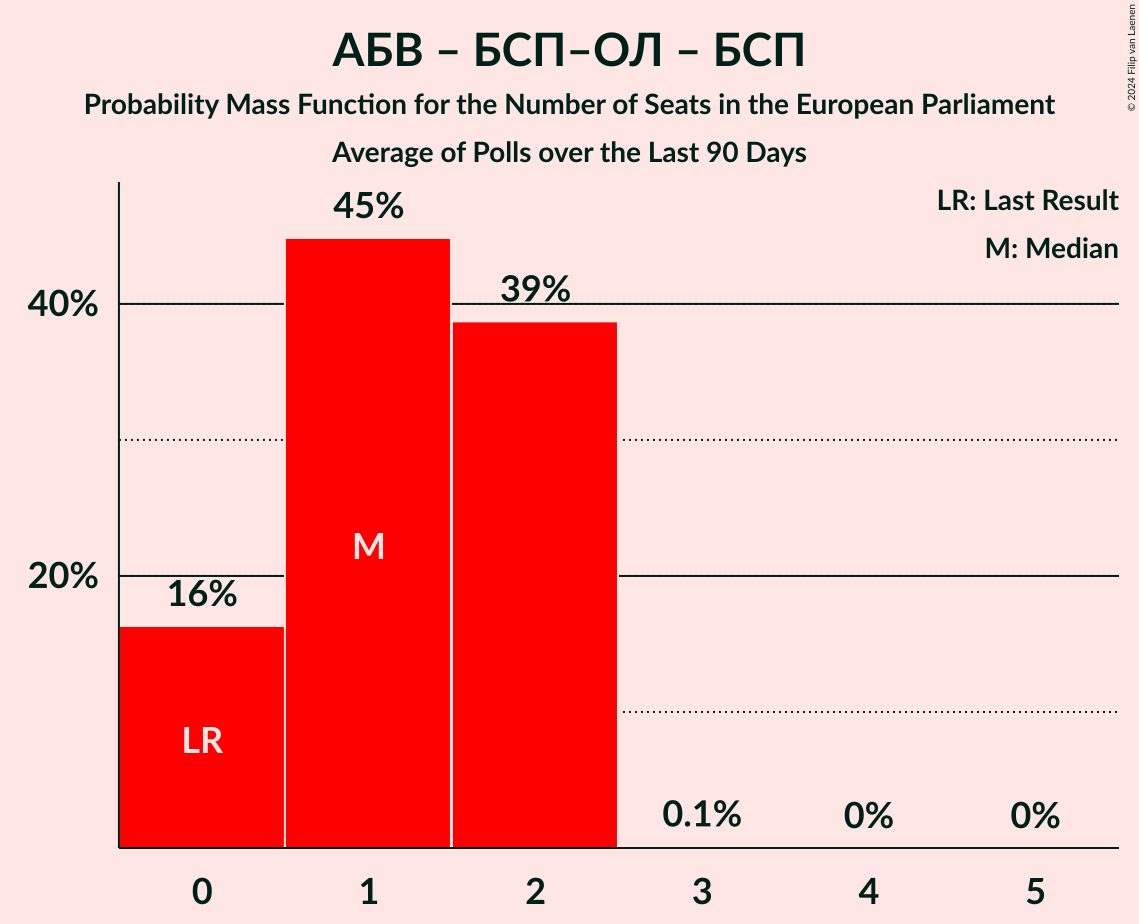 АБВ – БСП–ОЛ – БСП
Probability Mass Function for the Number of Seats in the European Parliament
Average of Polls over the Last 90 Days
© 2024 Filip van Laenen
LR: Last Result
M: Median
45%
39%
40%
M
20%
16%
LR
0.1%
0%
0%
0 1 2 3 4 5